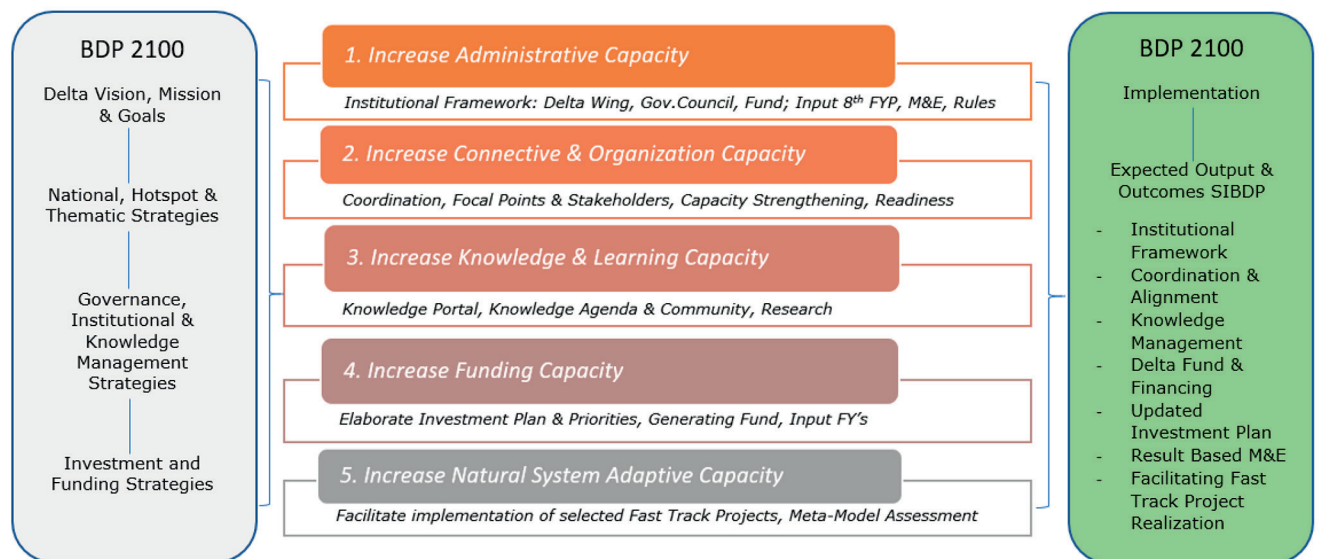 BDP 2100
Delta Vision, Mission
& Goals
National, Hotspot &
Thematic Strategies
Governance,
Institutional &
Knowledge
Management
Strategies
Investment and
Funding Strategies
1. Increase Administrative Capacity
Institutional Framework: Delta Wing, Gov.Council, Fund; Input 8th FYP, M&E, Rules
2. Increase Connective & Organization Capacity
Coordination, Focal Points & Stakeholders, Capacity Strengthening, Readiness
3. Increase Knowledge & Learning Capacity
Knowledge Portal, Knowledge Agenda & Community, Research
4. Increase Funding Capacity
Elaborate Investment Plan & Priorities, Generating Fund, Input FY's
5. Increase Natural System Adaptive Capacity
Facilitate implementation of selected Fast Track Projects, Meta-Model Assessment
BDP 2100
Implementation
Expected Output &
Outcomes SIBDP
- Institutional
Framework
- Coordination &
Alignment
- Knowledge
Management
- Delta Fund &
Financing
- Updated
Investment Plan
- Result Based M&E
- Facilitating Fast
Track Project
Realization